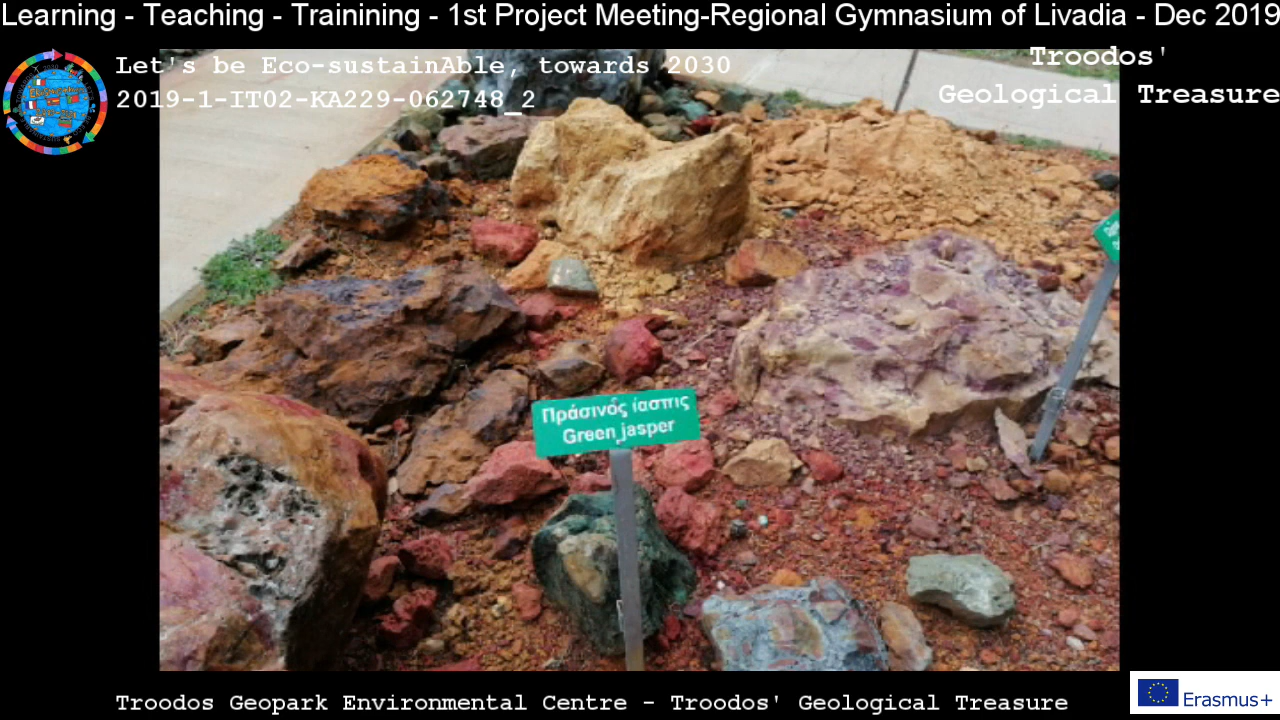 Learning - Teaching - Trainining - 1st Project Meeting-Regional Gymnasium of Livadia - Dec 2019
Let's be Eco-sustainAble, towards 2030
2019-1-IT02-KA229-062748_2
Troodos'
Geological Treasure
Πράσινος ίασπις
Green jasper
Troodos Geopark Environmental Centre - Troodos' Geological Treasure
Erasmus+